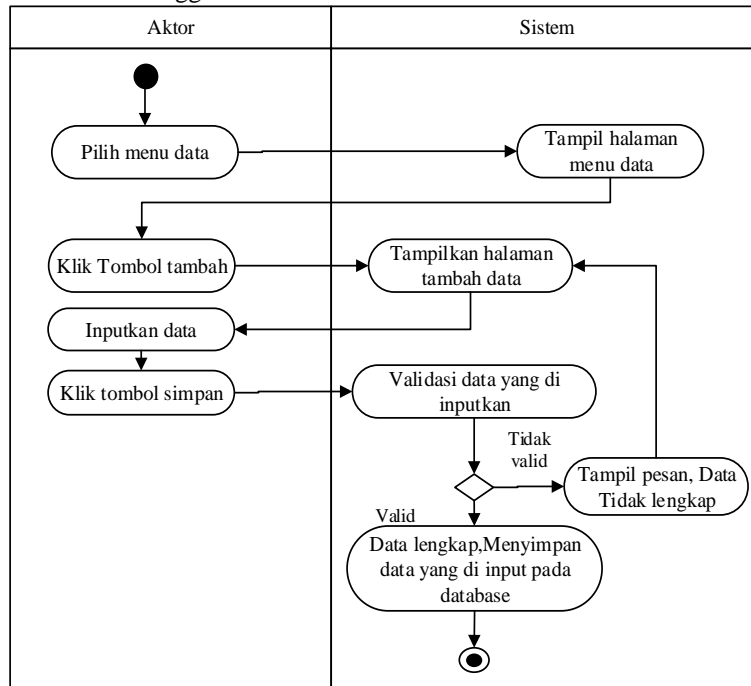 Aktor
Sistem
Pilih menu data
Tampil halaman
menu data
Klik Tombol tambah
Tampilkan halaman
tambah data
Inputkan data
Klik tombol simpan
Validasi data yang di
inputkan
Tidak
valid
Tampil pesan, Data
Tidak lengkap
Valid
Data lengkap,Menyimpan
data yang di input pada
database